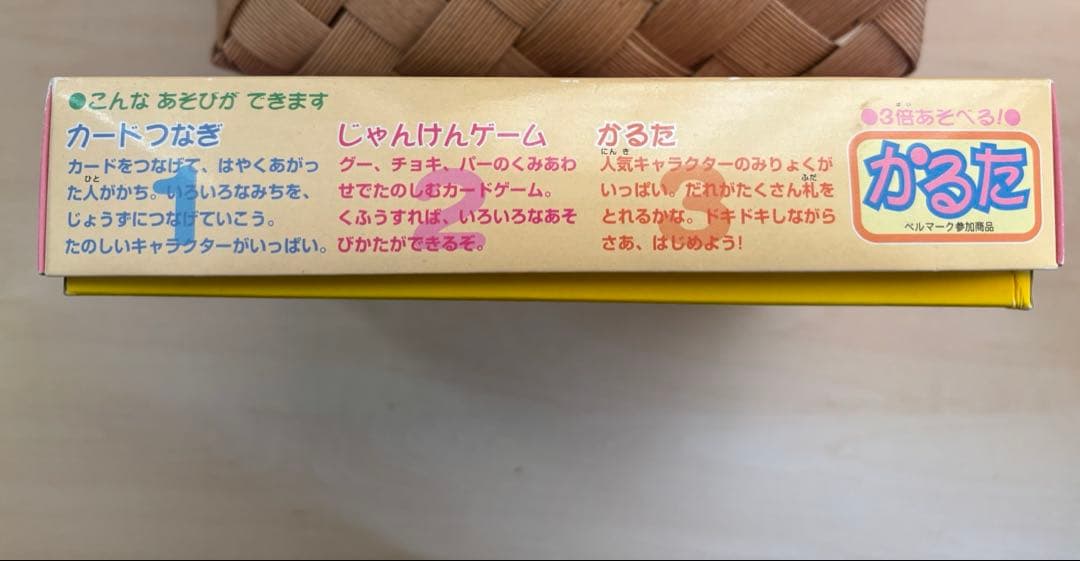 ●こんな あそびが できます
カードつなぎ
カードをつなげて、はやくあがっ
た人がかち。いろいろなみちを、
ひと
じょうずにつなげていこう。
たのしいキャラクターがいっぱい。
1
じゃんけんゲーム
グー、チョキ、パーのくみあわ
せでたのしむカードゲーム。
くふうすれば、いろいろなあそ
びかたができるぞ。
2
かるた
にんき
人気キャラクターのみりょくが
いっぱい。だれがたくさん札を
ふだ
とれるかな。ドキドキしながら
さあ、はじめよう!
3
ばい
●3倍あそべる!●
かるた
ベルマーク参加商品